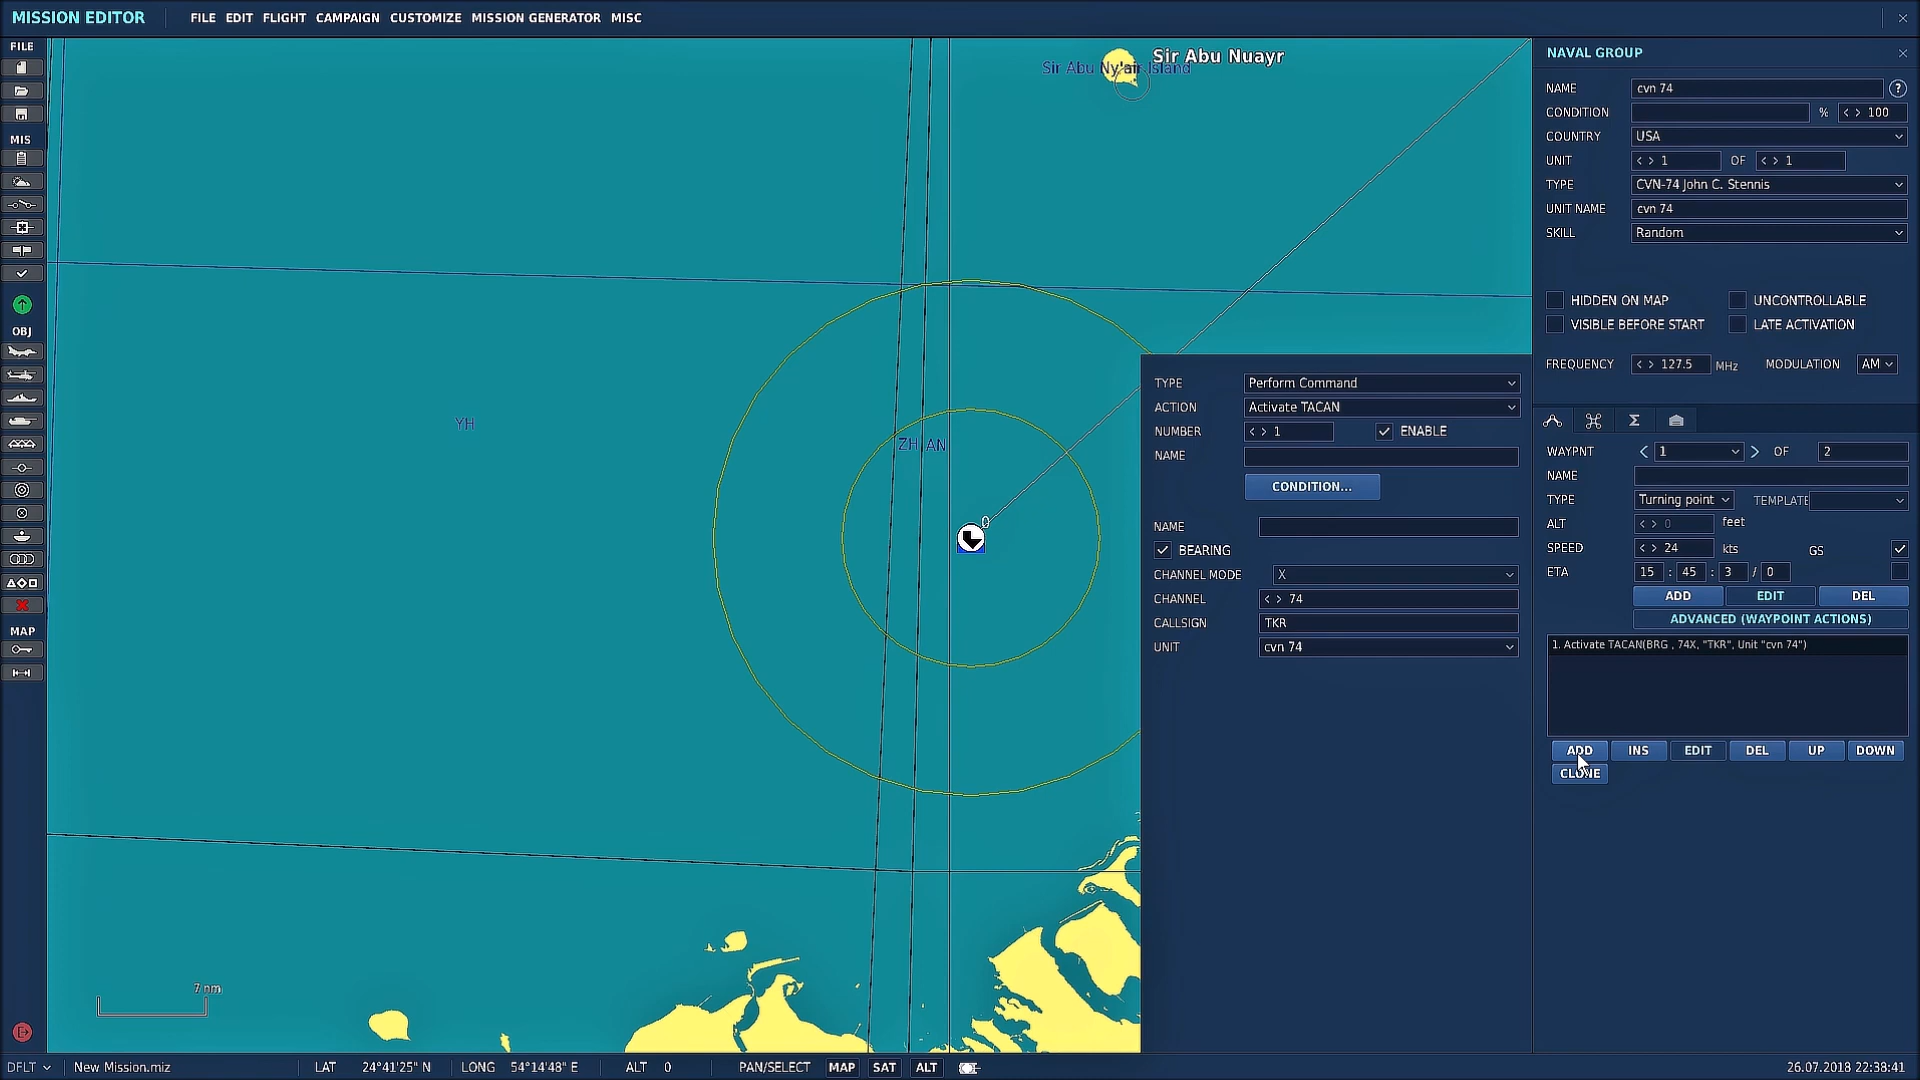 MISSION EDITOR
FILE EDIT FLIGHT CAMPAIGN CUSTOMIZE MISSION GENERATOR MISC
FILE
MIS
OBJ
MAP
Sir Abu Nuayr
Sir Abu Ny'air Island
YH
ZH AN
0
7 nm
TYPE Perform Command
ACTION Activate TACAN
NUMBER < > 1 ENABLE
NAME
CONDITION...
NAME
BEARING
CHANNEL MODE X
CHANNEL < > 74
CALLSIGN TKR
UNIT cvn 74
NAVAL GROUP
NAME cvn 74 ?
CONDITION % < > 100
COUNTRY USA
UNIT < > 1 OF < > 1
TYPE CVN-74 John C. Stennis
UNIT NAME cvn 74
SKILL Random
HIDDEN ON MAP UNCONTROLLABLE
VISIBLE BEFORE START LATE ACTIVATION
FREQUENCY < > 127.5 MHz MODULATION AM
WAYPNT < 1 > OF 2
NAME
TYPE Turning point TEMPLATE
ALT < > 0 feet
SPEED < > 24 kts GS
ETA 15 : 45 : 3 / 0
ADD EDIT DEL
ADVANCED (WAYPOINT ACTIONS)
1. Activate TACAN(BRG , 74X, "TKR", Unit "cvn 74")
ADD INS EDIT DEL UP DOWN
CLONE
DFLT New Mission.miz LAT 24°41'25" N LONG 54°14'48" E ALT 0 PAN/SELECT MAP SAT ALT 26.07.2018 22:38:41